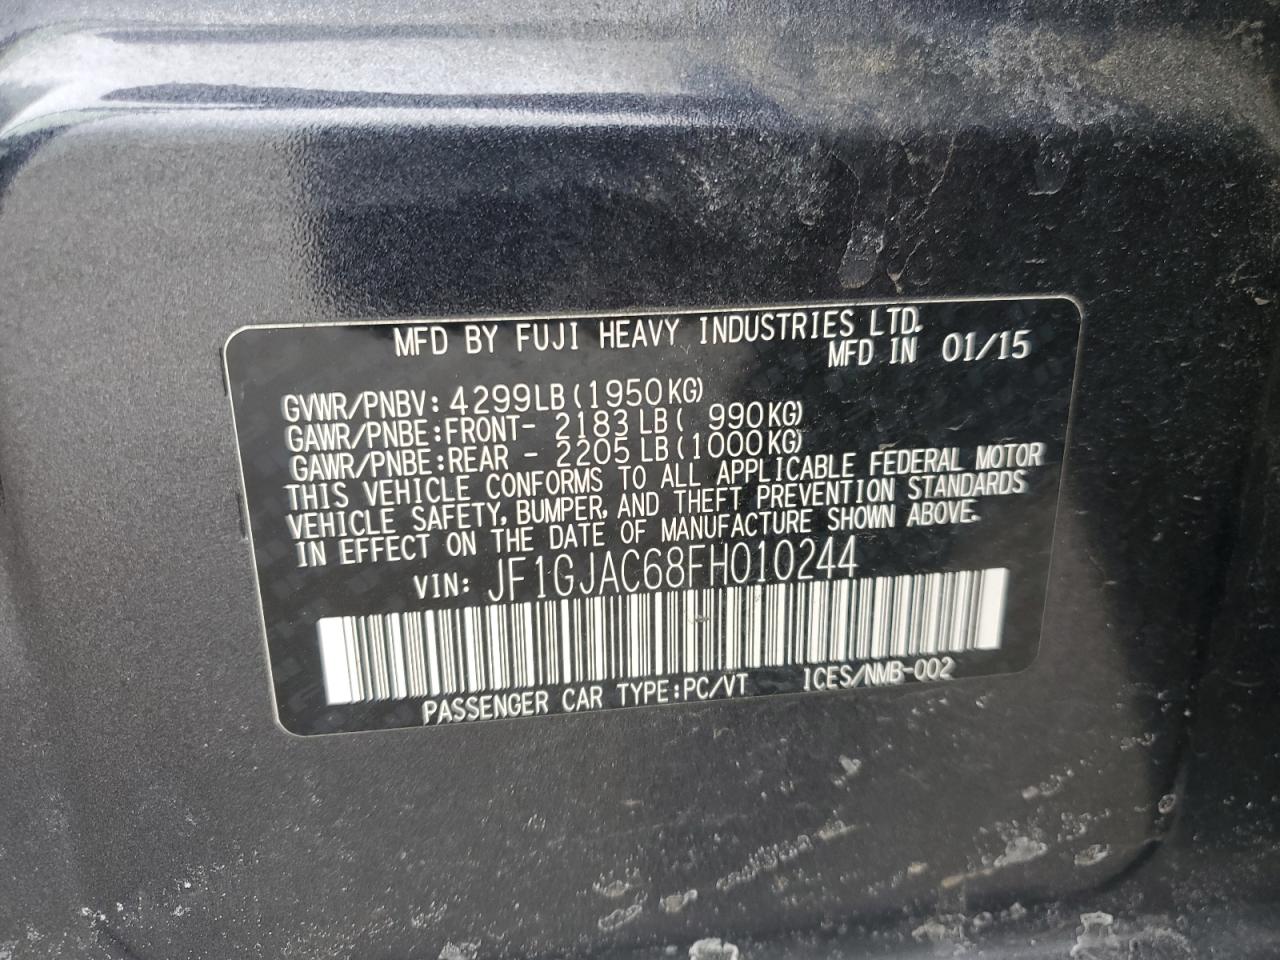 MFD BY FUJI HEAVY INDUSTRIES LTD.
MFD IN 01/15
GVWR/PNBV: 4299LB (1950KG)
GAWR/PNBE:FRONT- 2183 LB ( 990KG)
GAWR/PNBE:REAR - 2205 LB (1000KG)
THIS VEHICLE CONFORMS TO ALL APPLICABLE FEDERAL MOTOR
VEHICLE SAFETY, BUMPER, AND THEFT PREVENTION STANDARDS
IN EFFECT ON THE DATE OF MANUFACTURE SHOWN ABOVE.
VIN: JF1GJAC68FH010244
PASSENGER CAR TYPE:PC/VT ICES/NMB-002